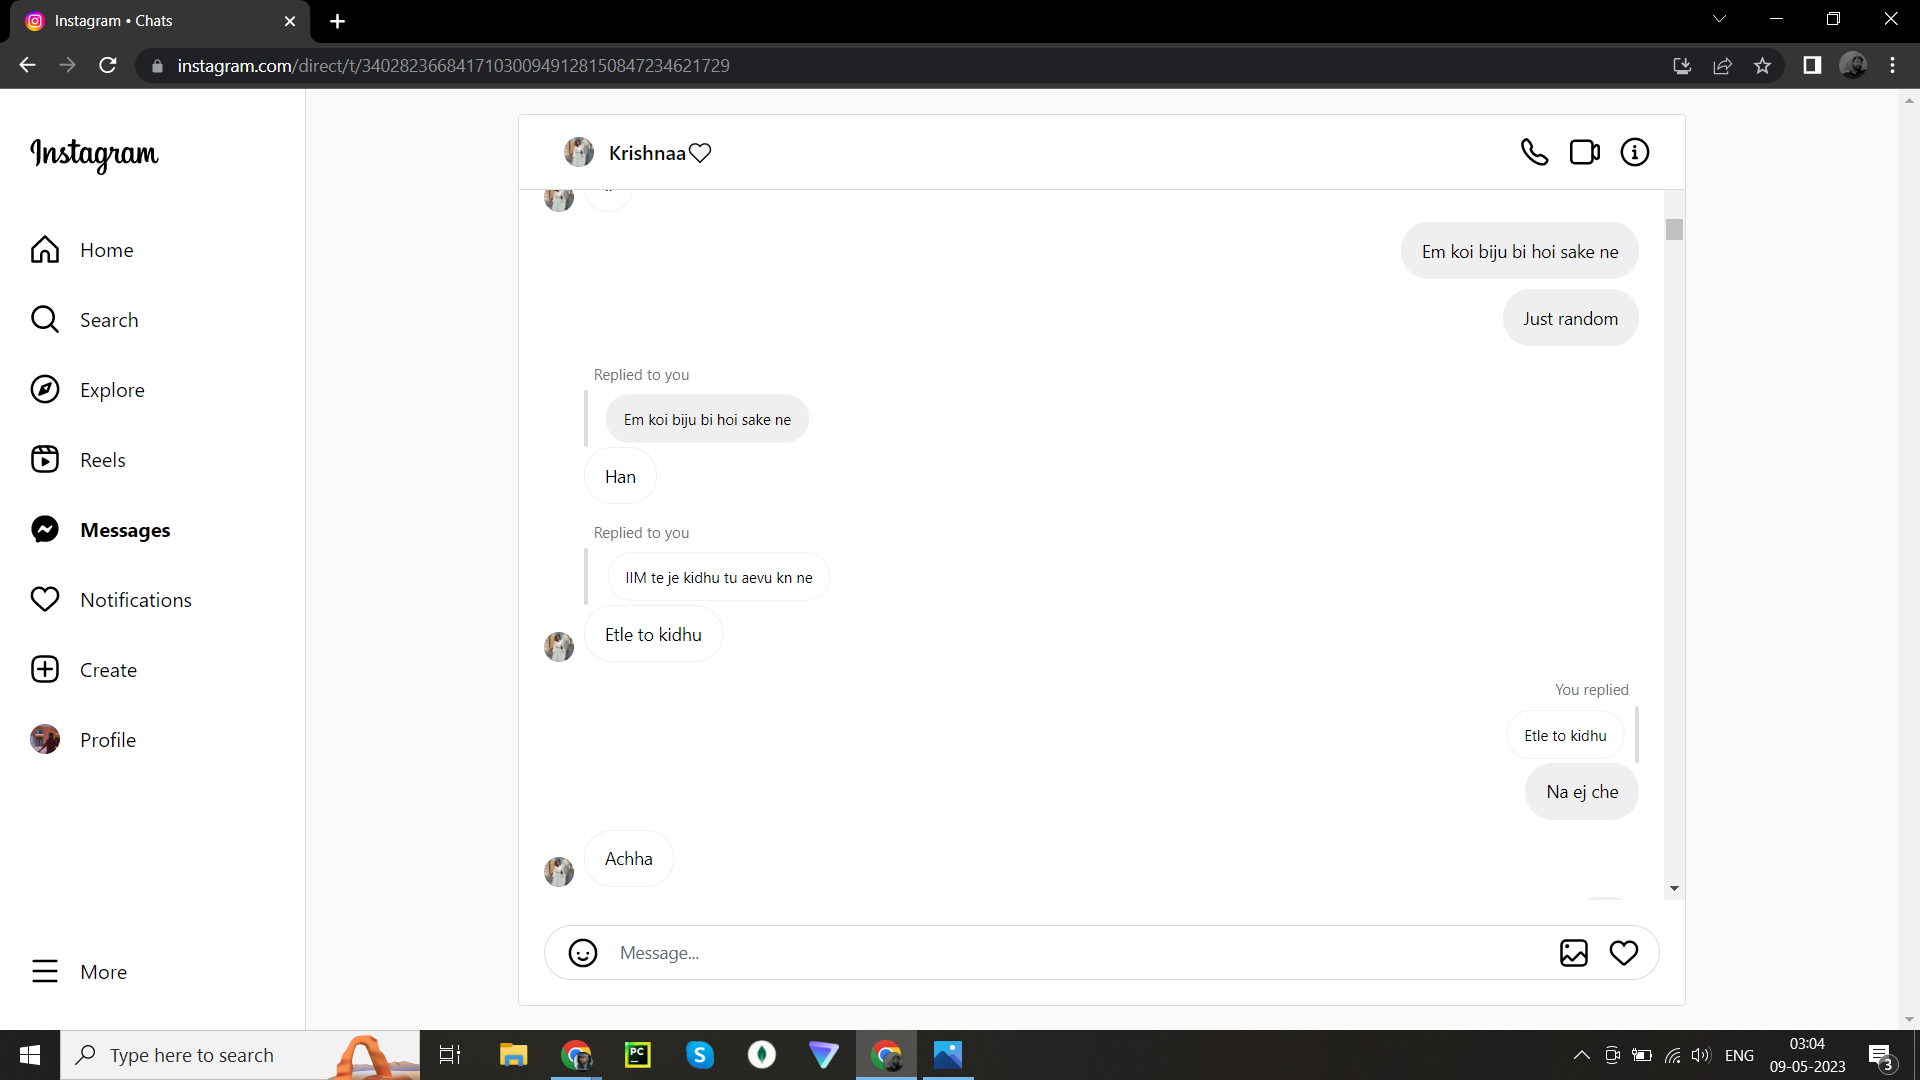 Instagram • Chats
instagram.com/direct/t/340282366841710300949128150847234621729
Instagram
Krishnaa♡
..
Home
Em koi biju bi hoi sake ne
Search
Just random
Replied to you
Explore
Em koi biju bi hoi sake ne
Reels
Han
Messages
Replied to you
IIM te je kidhu tu aevu kn ne
Notifications
Etle to kidhu
Create
You replied
Etle to kidhu
Profile
Na ej che
Achha
Message...
More
Type here to search
PC
S
ENG
03:04
09-05-2023
3